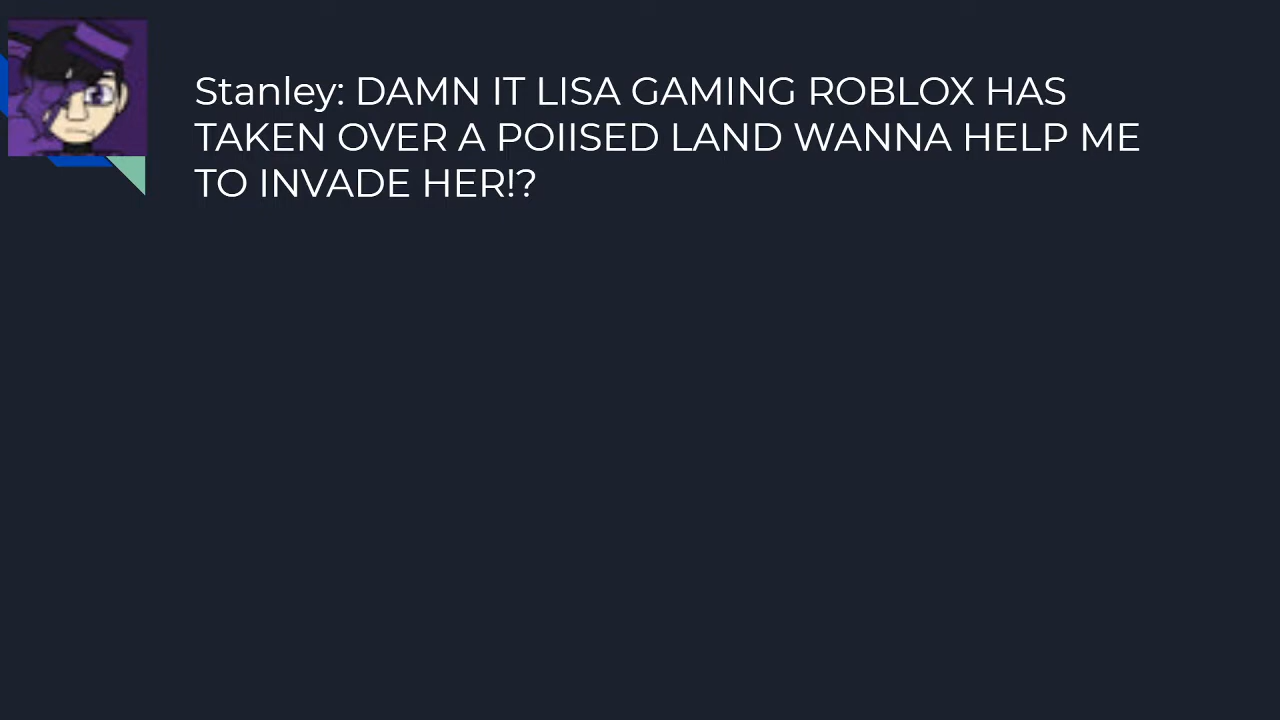 Stanley: DAMN IT LISA GAMING ROBLOX HAS
TAKEN OVER A POIISED LAND WANNA HELP ME
TO INVADE HER!?